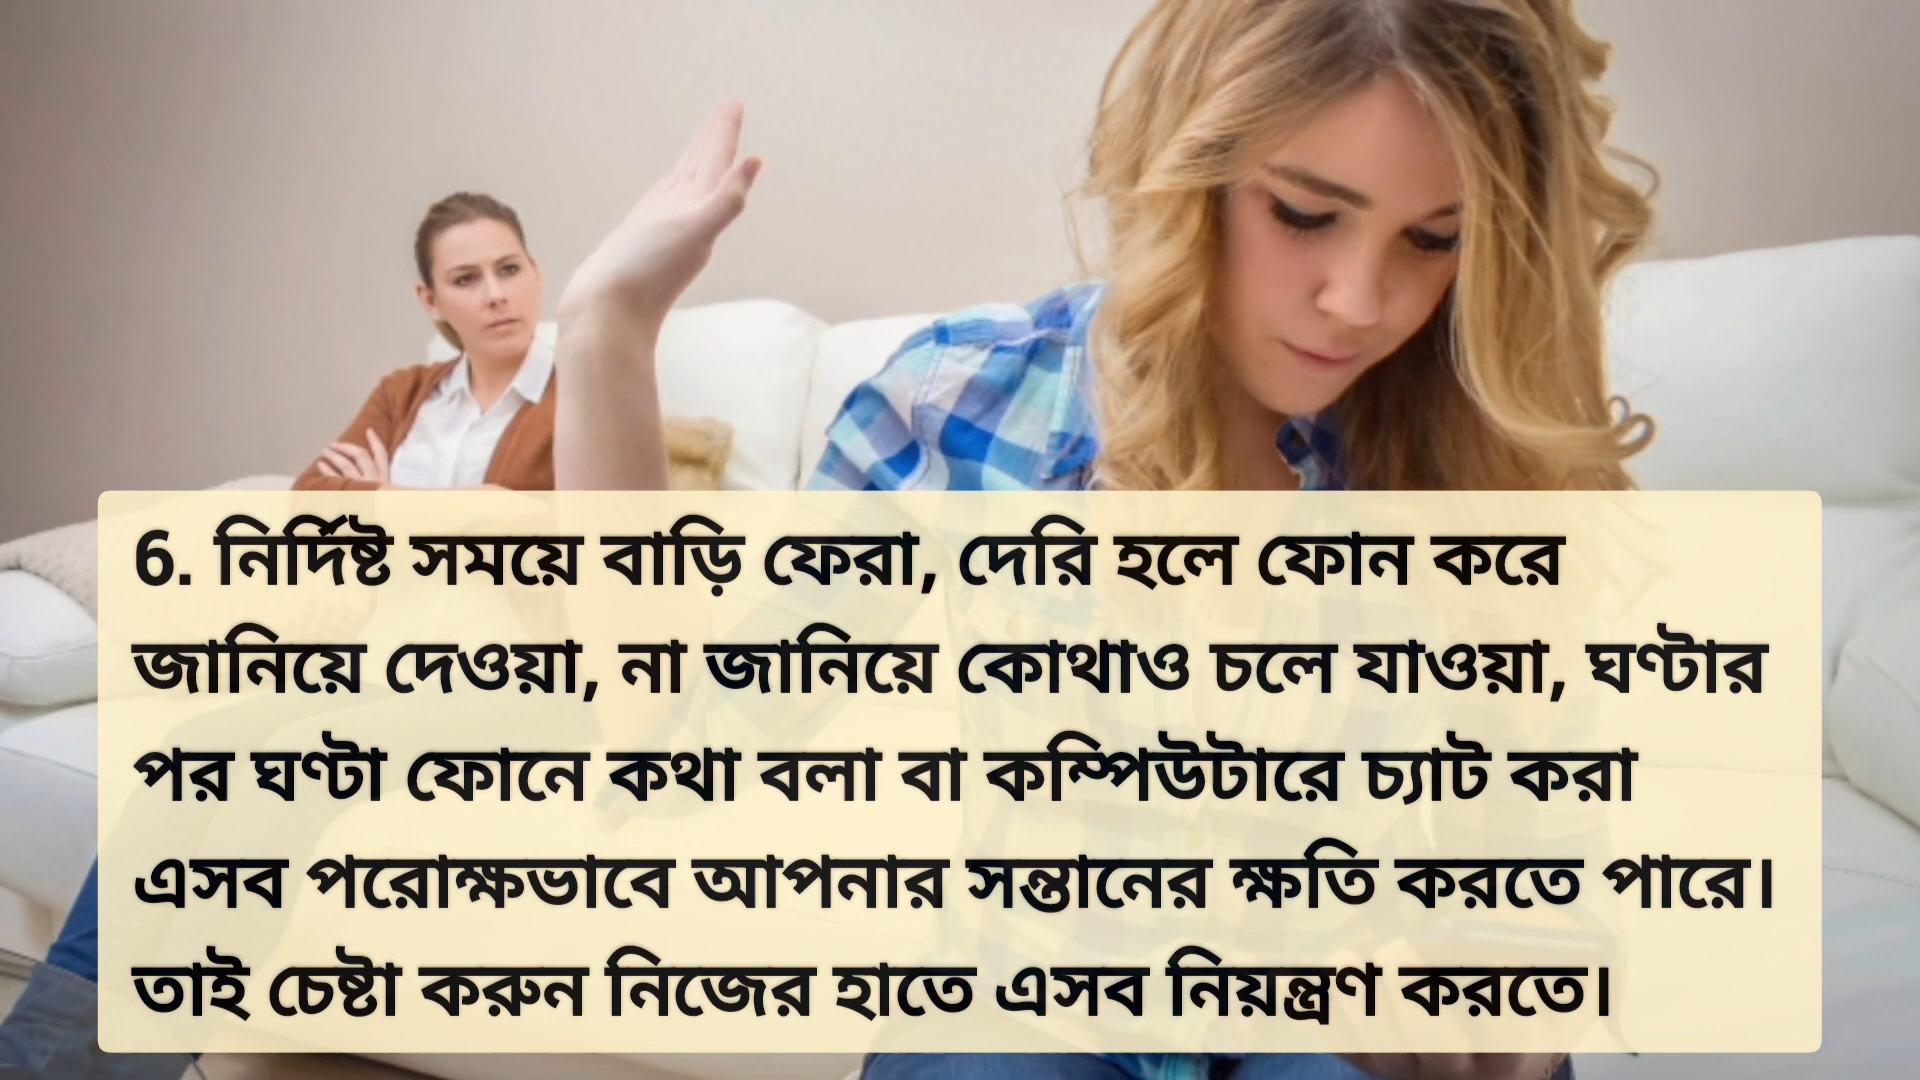 6. নির্দিষ্ট সময়ে বাড়ি ফেরা, দেরি হলে ফোন করে
জানিয়ে দেওয়া, না জানিয়ে কোথাও চলে যাওয়া, ঘণ্টার
পর ঘণ্টা ফোনে কথা বলা বা কম্পিউটারে চ্যাট করা
এসব পরোক্ষভাবে আপনার সন্তানের ক্ষতি করতে পারে।
তাই চেষ্টা করুন নিজের হাতে এসব নিয়ন্ত্রণ করতে।